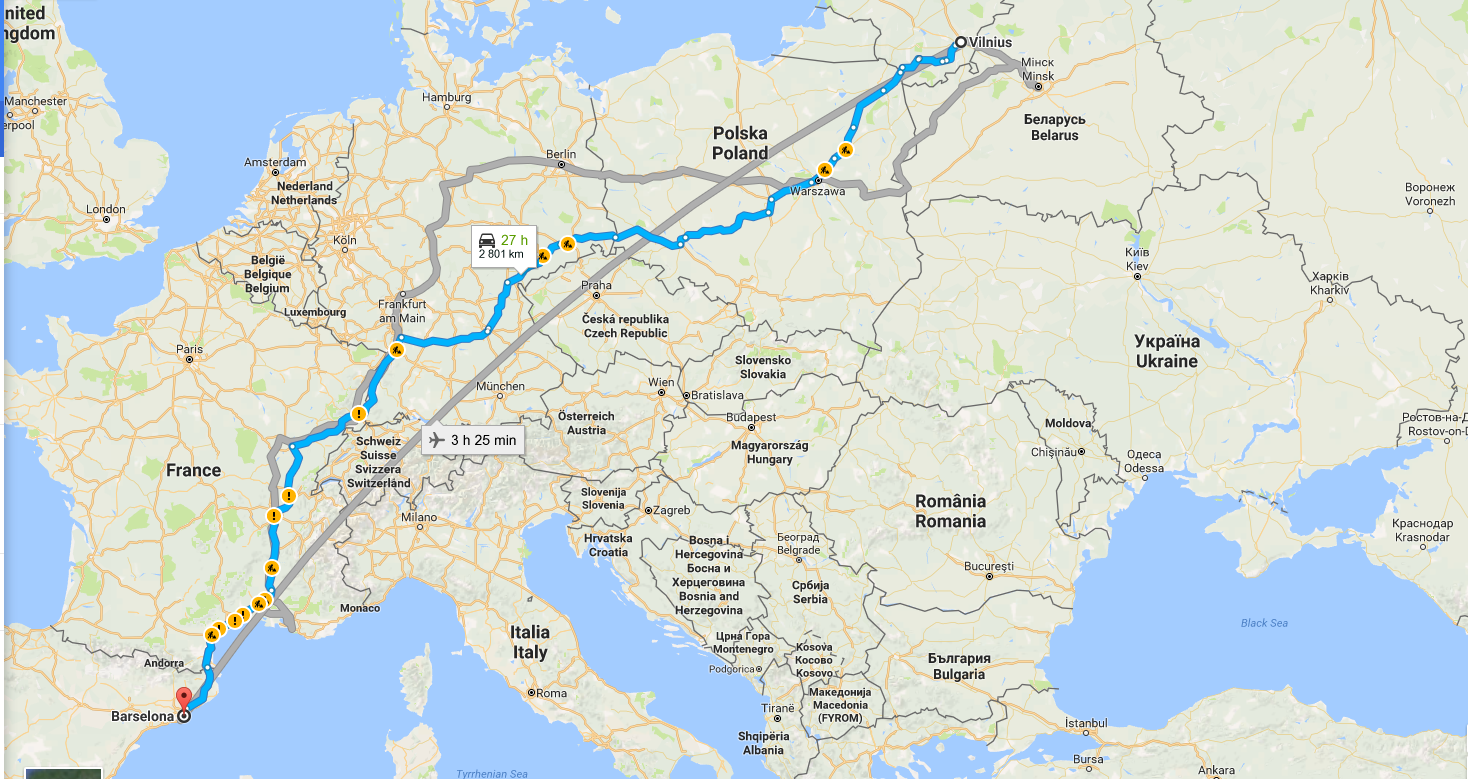 nited
ngdom
Manchester
erpool
London
Amsterdam
Nederland
Netherlands
Hamburg
Berlin
Polska
Poland
Warszawa
Vilnius
Мінск
Minsk
Беларусь
Belarus
Воронеж
Voronezh
België
Belgique
Belgium
Köln
27 h
2 801 km
Luxembourg
Frankfurt
am Main
Praha
Česká republika
Czech Republic
Київ
Kiev
Харків
Kharkiv
Україна
Ukraine
Paris
München
Wien
Bratislava
Slovensko
Slovakia
Österreich
Austria
Budapest
Magyarország
Hungary
Moldova
Chișinău
Одеса
Odessa
Ростов-на-Д
Rostov-on-D
3 h 25 min
Schweiz
Suisse
Svizzera
Switzerland
France
Milano
Slovenija
Slovenia
Zagreb
Hrvatska
Croatia
România
Romania
București
Краснодар
Krasnodar
Bosna i
Hercegovina
Босна и
Херцеговина
Bosnia and
Herzegovina
Београд
Belgrade
Србија
Serbia
Monaco
Italia
Italy
Roma
Црна Гора
Montenegro
Podgorica
Kosova
Косово
Kosovo
България
Bulgaria
Black Sea
Македонија
Macedonia
(FYROM)
Tiranë
Shqipëria
Albania
Andorra
Barselona
Tyrrhenian Sea
İstanbul
Bursa
Ankara